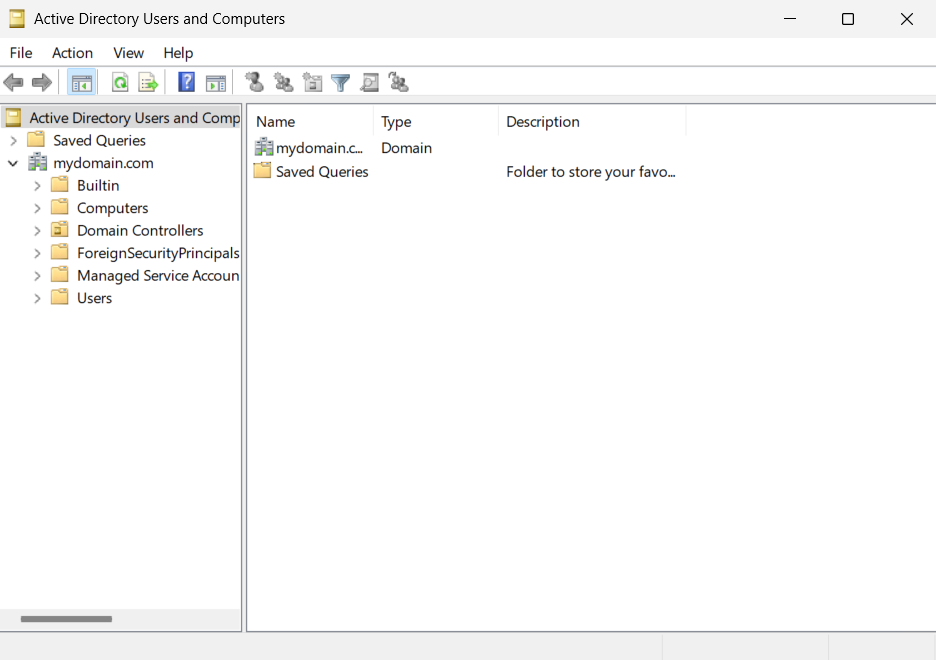 Active Directory Users and Computers
File Action View Help
Active Directory Users and Comp
Saved Queries
mydomain.com
Builtin
Computers
Domain Controllers
ForeignSecurityPrincipals
Managed Service Accoun
Users
Name Type Description
mydomain.c... Domain
Saved Queries Folder to store your favo...